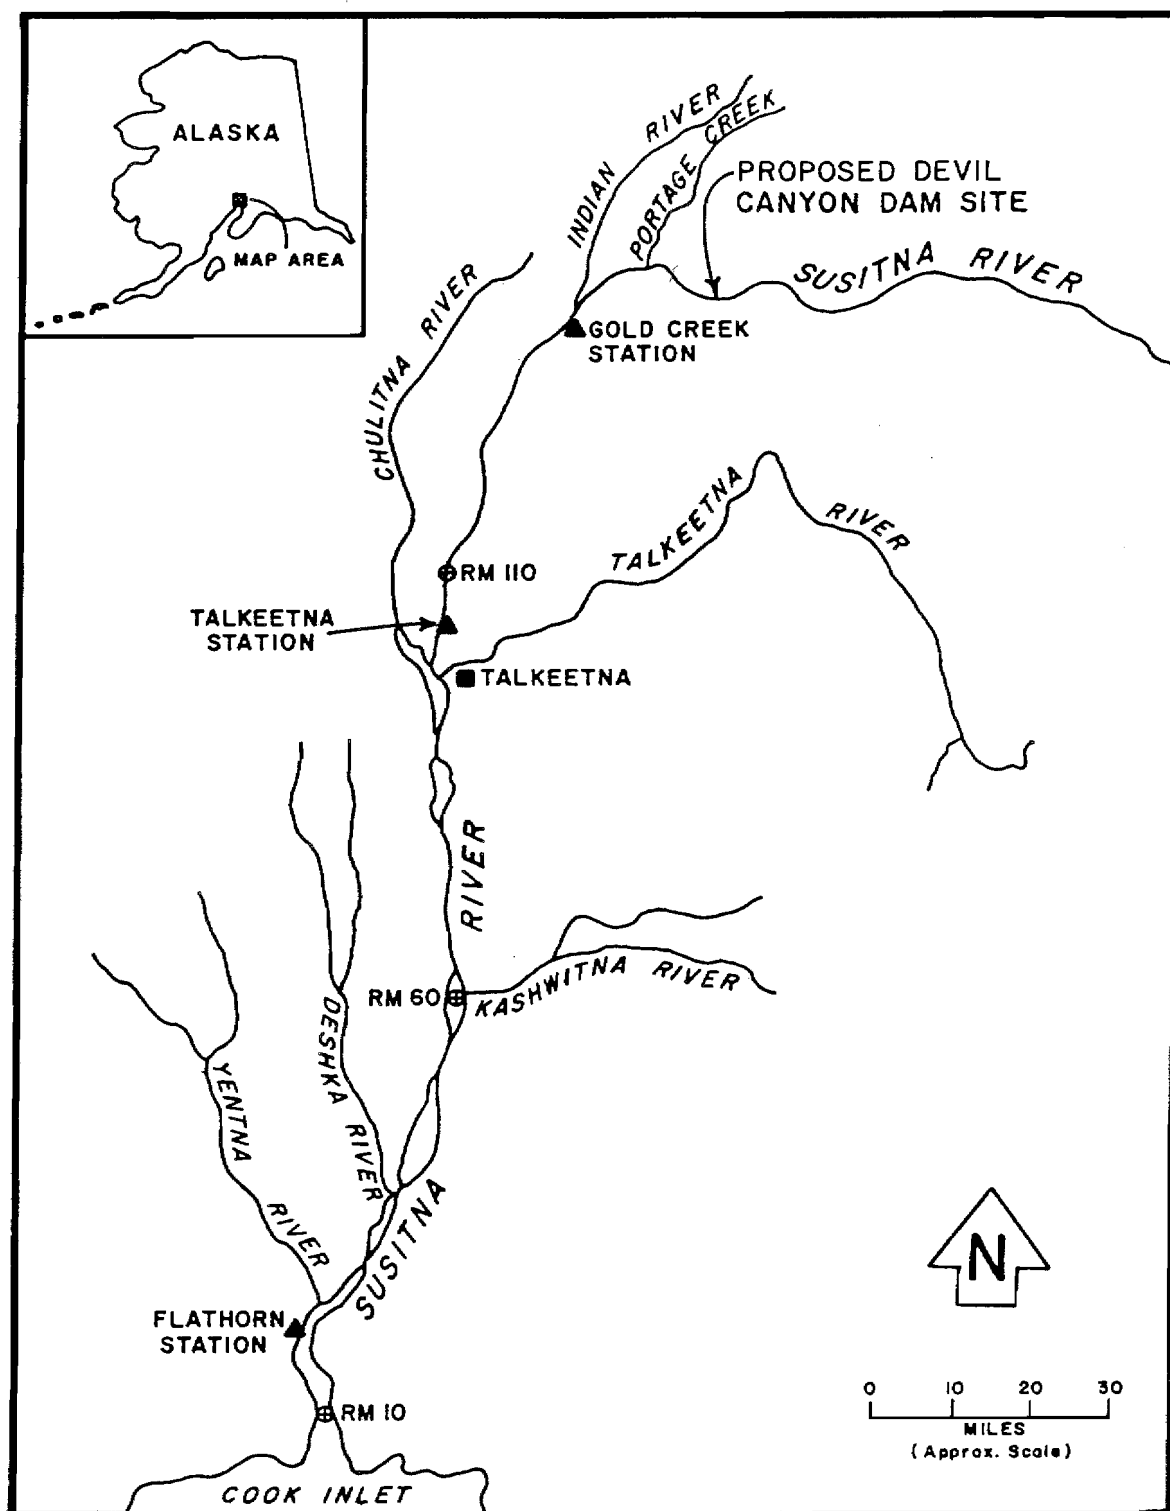 ALASKA
MAP AREA
INDIAN RIVER
PORTAGE CREEK
PROPOSED DEVIL
CANYON DAM SITE
SUSITNA RIVER
CHULITNA RIVER
GOLD CREEK
STATION
TALKEETNA RIVER
RM 110
TALKEETNA
STATION
TALKEETNA
RIVER
RM 60
KASHWITNA RIVER
DESHKA RIVER
YENTNA RIVER
SUSITNA
FLATHORN
STATION
N
RM 10
0 10 20 30
MILES
(Approx. Scale)
COOK INLET